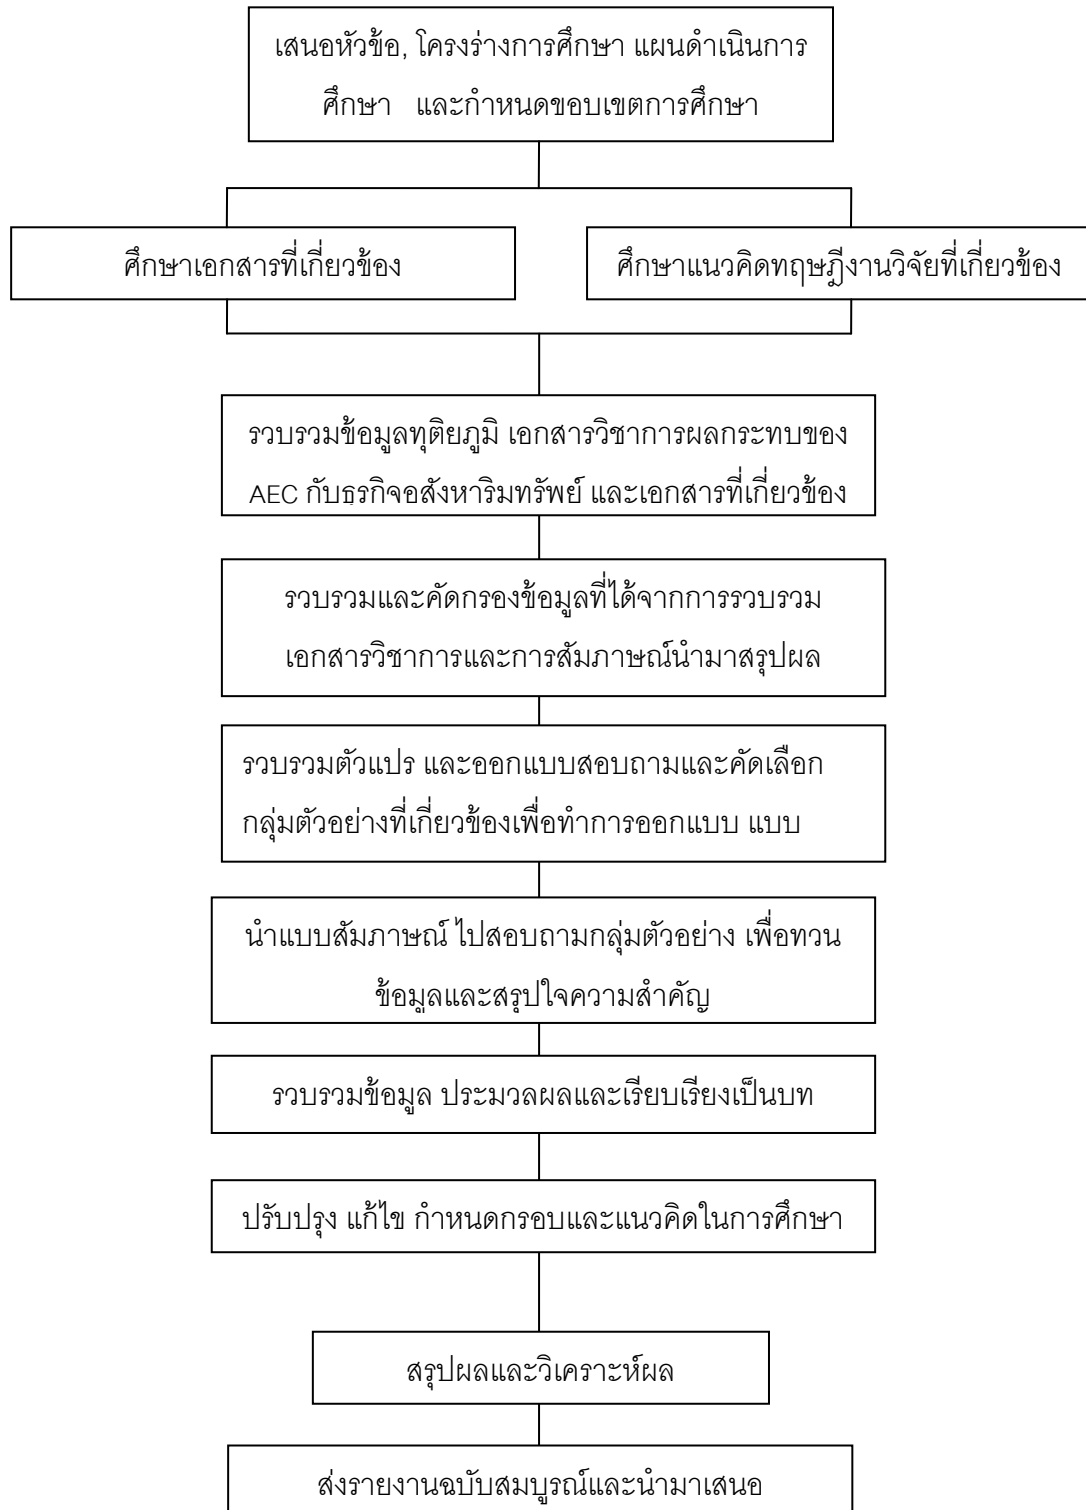 เสนอหัวข้อ, โครงร่างการศึกษา แผนดำเนินการ
ศึกษา และกำหนดขอบเขตการศึกษา
ศึกษาเอกสารที่เกี่ยวข้อง
ศึกษาแนวคิดทฤษฎีงานวิจัยที่เกี่ยวข้อง
รวบรวมข้อมูลทุติยภูมิ เอกสารวิชาการผลกระทบของ
AEC กับธุรกิจอสังหาริมทรัพย์ และเอกสารที่เกี่ยวข้อง
รวบรวมและคัดกรองข้อมูลที่ได้จากการรวบรวม
เอกสารวิชาการและการสัมภาษณ์นำมาสรุปผล
รวบรวมตัวแปร และออกแบบสอบถามและคัดเลือก
กลุ่มตัวอย่างที่เกี่ยวข้องเพื่อทำการออกแบบ แบบ
นำแบบสัมภาษณ์ ไปสอบถามกลุ่มตัวอย่าง เพื่อทวน
ข้อมูลและสรุปใจความสำคัญ
รวบรวมข้อมูล ประมวลผลและเรียบเรียงเป็นบท
ปรับปรุง แก้ไข กำหนดกรอบและแนวคิดในการศึกษา
สรุปผลและวิเคราะห์ผล
ส่งรายงานฉบับสมบูรณ์และนำมาเสนอ